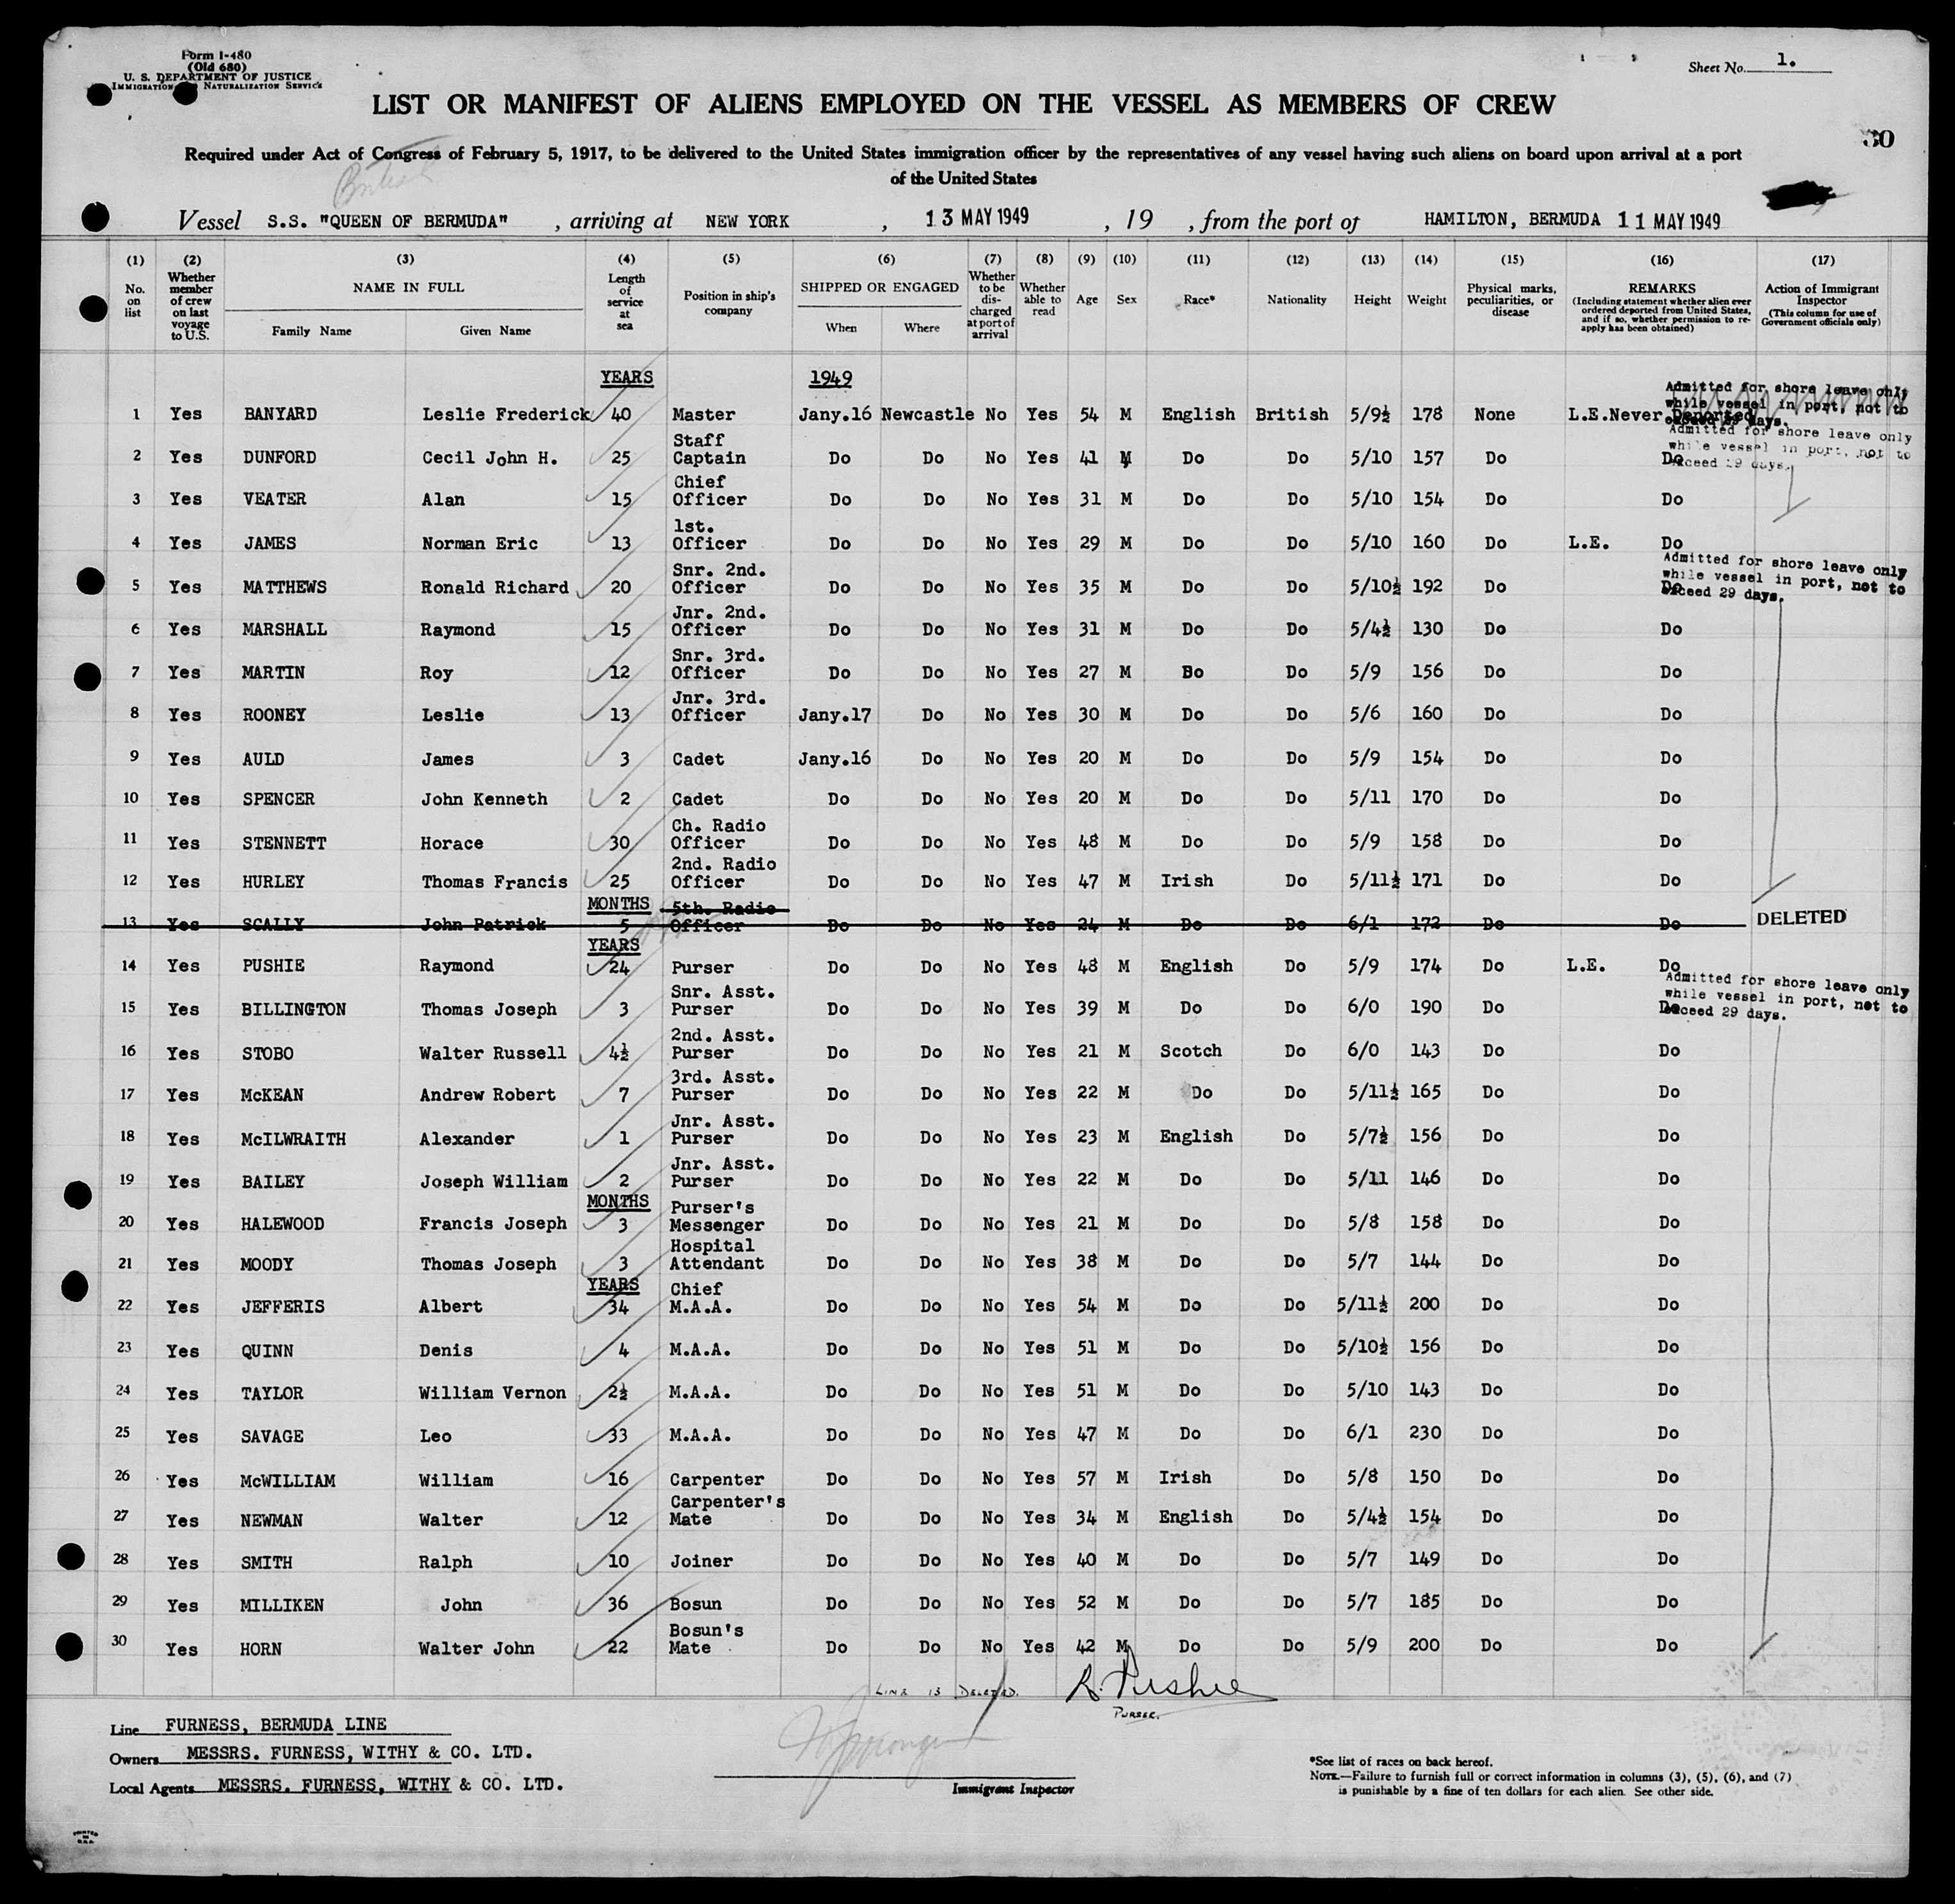 Form I-480
(Old 680)
U. S. DEPARTMENT OF JUSTICE
IMMIGRATION NATURALIZATION SERVICE
Sheet No. 1.
LIST OR MANIFEST OF ALIENS EMPLOYED ON THE VESSEL AS MEMBERS OF CREW
30
Required under Act of Congress of February 5, 1917, to be delivered to the United States immigration officer by the representatives of any vessel having such aliens on board upon arrival at a port
of the United States
British
Vessel S.S. "QUEEN OF BERMUDA" , arriving at NEW YORK , 13 MAY 1949 , 19 , from the port of HAMILTON, BERMUDA 11 MAY 1949
(1) (2) (3) (4) (5) (6) (7) (8) (9) (10) (11) (12) (13) (14) (15) (16) (17)
No. on list
Whether member of crew on last voyage to U.S.
NAME IN FULL
Family Name Given Name
Length of service at sea
Position in ship's company
SHIPPED OR ENGAGED
When Where
Whether to be dis-charged at port of arrival
Whether able to read
Age
Sex
Race*
Nationality
Height
Weight
Physical marks, peculiarities, or disease
REMARKS
(Including statement whether alien ever ordered deported from United States, and if so, whether permission to re-apply has been obtained)
Action of Immigrant Inspector
(This column for use of Government officials only)
YEARS 1949
1 Yes BANYARD Leslie Frederick 40 Master Jany.16 Newcastle No Yes 54 M English British 5/9½ 178 None L.E. Never Deported
Admitted for shore leave only
while vessel in port, not to
exceed 29 days.
2 Yes DUNFORD Cecil John H. 25 Staff Captain Do Do No Yes 41 M Do Do 5/10 157 Do Do
Admitted for shore leave only
while vessel in port, not to
exceed 29 days.
3 Yes VEATER Alan 15 Chief Officer Do Do No Yes 31 M Do Do 5/10 154 Do Do
4 Yes JAMES Norman Eric 13 1st. Officer Do Do No Yes 29 M Do Do 5/10 160 Do L.E. Do
5 Yes MATTHEWS Ronald Richard 20 Snr. 2nd. Officer Do Do No Yes 35 M Do Do 5/10½ 192 Do Do
Admitted for shore leave only
while vessel in port, not to
exceed 29 days.
6 Yes MARSHALL Raymond 15 Jnr. 2nd. Officer Do Do No Yes 31 M Do Do 5/4½ 130 Do Do
7 Yes MARTIN Roy 12 Snr. 3rd. Officer Do Do No Yes 27 M Bo Do 5/9 156 Do Do
8 Yes ROONEY Leslie 13 Jnr. 3rd. Officer Jany.17 Do No Yes 30 M Do Do 5/6 160 Do Do
9 Yes AULD James 3 Cadet Jany.16 Do No Yes 20 M Do Do 5/9 154 Do Do
10 Yes SPENCER John Kenneth 2 Cadet Do Do No Yes 20 M Do Do 5/11 170 Do Do
11 Yes STENNETT Horace 30 Ch. Radio Officer Do Do No Yes 48 M Do Do 5/9 158 Do Do
12 Yes HURLEY Thomas Francis 25 2nd. Radio Officer Do Do No Yes 47 M Irish Do 5/11½ 171 Do Do
MONTHS
13 Yes SCALLY John Patrick 5 5th. Radio Officer Do Do No Yes 24 M Do Do 6/1 172 Do Do DELETED
YEARS
14 Yes PUSHIE Raymond 24 Purser Do Do No Yes 48 M English Do 5/9 174 Do L.E. Do
15 Yes BILLINGTON Thomas Joseph 3 Snr. Asst. Purser Do Do No Yes 39 M Do Do 6/0 190 Do Do
Admitted for shore leave only
while vessel in port, not to
exceed 29 days.
16 Yes STOBO Walter Russell 4½ 2nd. Asst. Purser Do Do No Yes 21 M Scotch Do 6/0 143 Do Do
17 Yes McKEAN Andrew Robert 7 3rd. Asst. Purser Do Do No Yes 22 M Do Do 5/11½ 165 Do Do
18 Yes McILWRAITH Alexander 1 Jnr. Asst. Purser Do Do No Yes 23 M English Do 5/7½ 156 Do Do
19 Yes BAILEY Joseph William 2 Jnr. Asst. Purser Do Do No Yes 22 M Do Do 5/11 146 Do Do
MONTHS
20 Yes HALEWOOD Francis Joseph 3 Purser's Messenger Do Do No Yes 21 M Do Do 5/8 158 Do Do
21 Yes MOODY Thomas Joseph 3 Hospital Attendant Do Do No Yes 38 M Do Do 5/7 144 Do Do
YEARS
22 Yes JEFFERIS Albert 34 Chief M.A.A. Do Do No Yes 54 M Do Do 5/11½ 200 Do Do
23 Yes QUINN Denis 4 M.A.A. Do Do No Yes 51 M Do Do 5/10½ 156 Do Do
24 Yes TAYLOR William Vernon 2½ M.A.A. Do Do No Yes 51 M Do Do 5/10 143 Do Do
25 Yes SAVAGE Leo 33 M.A.A. Do Do No Yes 47 M Do Do 6/1 230 Do Do
26 Yes McWILLIAM William 16 Carpenter Do Do No Yes 57 M Irish Do 5/8 150 Do Do
27 Yes NEWMAN Walter 12 Carpenter's Mate Do Do No Yes 34 M English Do 5/4½ 154 Do Do
28 Yes SMITH Ralph 10 Joiner Do Do No Yes 40 M Do Do 5/7 149 Do Do
29 Yes MILLIKEN John 36 Bosun Do Do No Yes 52 M Do Do 5/7 185 Do Do
30 Yes HORN Walter John 22 Bosun's Mate Do Do No Yes 42 M Do Do 5/9 200 Do Do
LINE 13 DELETED. R. Pushie
PURSER.
Line FURNESS, BERMUDA LINE
Owners MESSRS. FURNESS, WITHY & CO. LTD.
Local Agents MESSRS. FURNESS, WITHY & CO. LTD.
Immigrant Inspector
*See list of races on back hereof.
NOTE.—Failure to furnish full or correct information in columns (3), (5), (6), and (7)
is punishable by a fine of ten dollars for each alien. See other side.